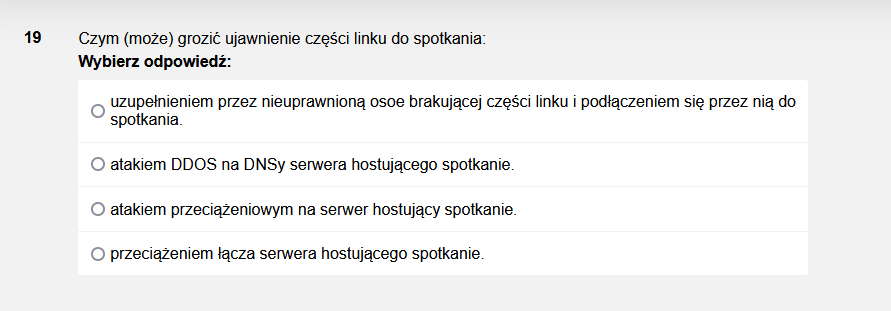 19 Czym (może) grozić ujawnienie części linku do spotkania:
Wybierz odpowiedź:
uzupełnieniem przez nieuprawnioną osoe brakującej części linku i podłączeniem się przez nią do
spotkania.
atakiem DDOS na DNSy serwera hostującego spotkanie.
atakiem przeciążeniowym na serwer hostujący spotkanie.
przeciążeniem łącza serwera hostującego spotkanie.